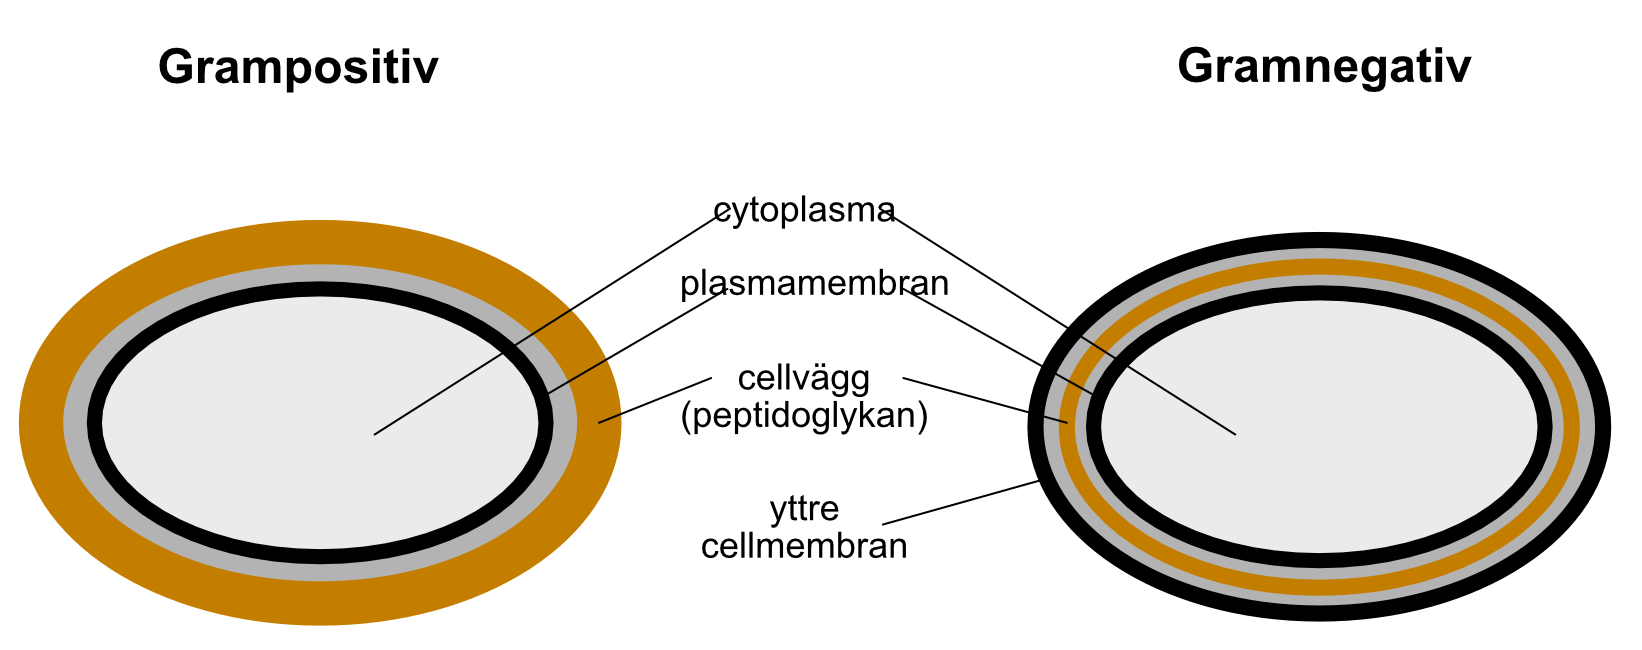 Grampositiv
Gramnegativ
cytoplasma
plasmamembran
cellvägg
(peptidoglykan)
yttre
cellmembran